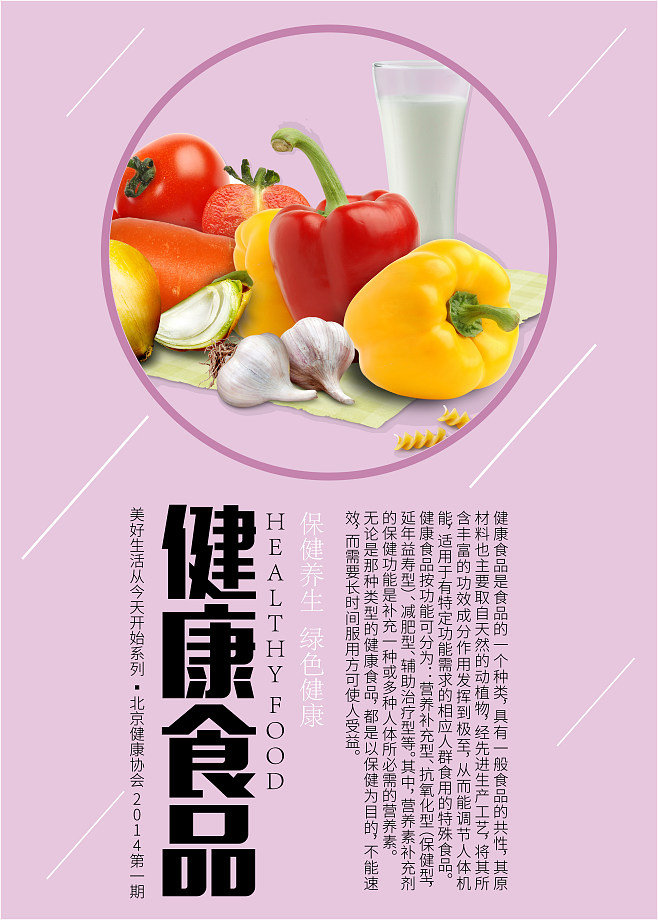 健康食品是食品的一个种类，具有一般食品的共性，其原
材料也主要取自天然的动植物，经先进生产工艺，将其所
含丰富的功效成分作用发挥到极至，从而能调节人体机
能，适用于有特定功能需求的相应人群食用的特殊食品。
健康食品按功能可分为：营养补充型、抗氧化型（保健型，
延年益寿型）、减肥型、辅助治疗型等。其中，营养素补充剂
的保健功能是补充一种或多种人体所必需的营养素。
无论是那种类型的健康食品，都是以保健为目的，不能速
效，而需要长时间服用方可使人受益。
保健养生 绿色健康
HEALTHY FOOD
健康食品
美好生活从今天开始系列·北京健康协会2014第一期